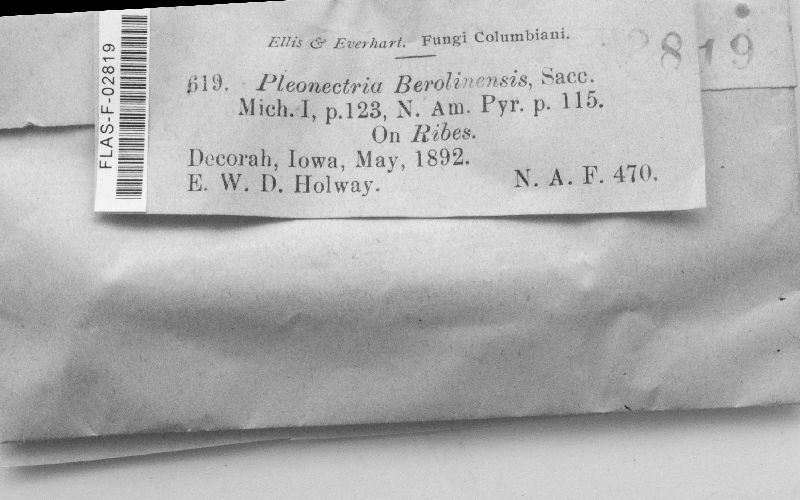 Ellis & Everhart. Fungi Columbiani.
619. Pleonectria Berolinensis, Sacc.
Mich. I, p.123, N. Am. Pyr. p. 115.
On Ribes.
Decorah, Iowa, May, 1892.
E. W. D. Holway.
N. A. F. 470.
FLAS-F-02819
2819